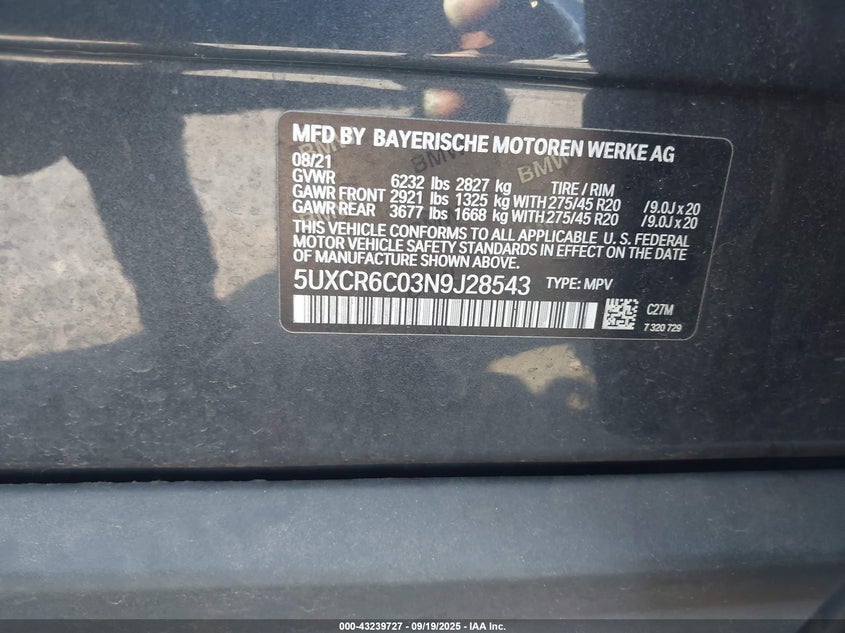 MFD BY BAYERISCHE MOTOREN WERKE AG
08/21
GVWR 6232 lbs 2827 kg TIRE / RIM
GAWR FRONT 2921 lbs 1325 kg WITH 275/45 R20 /9.0J x 20
GAWR REAR 3677 lbs 1668 kg WITH 275/45 R20 /9.0J x 20
THIS VEHICLE CONFORMS TO ALL APPLICABLE U. S. FEDERAL
MOTOR VEHICLE SAFETY STANDARDS IN EFFECT ON THE DATE
OF MANUFACTURE SHOWN ABOVE.
5UXCR6C03N9J28543 TYPE: MPV
C27M
7 320 729
BMW
BMW
BMW
000-43239727 - 09/19/2025 - IAA Inc.